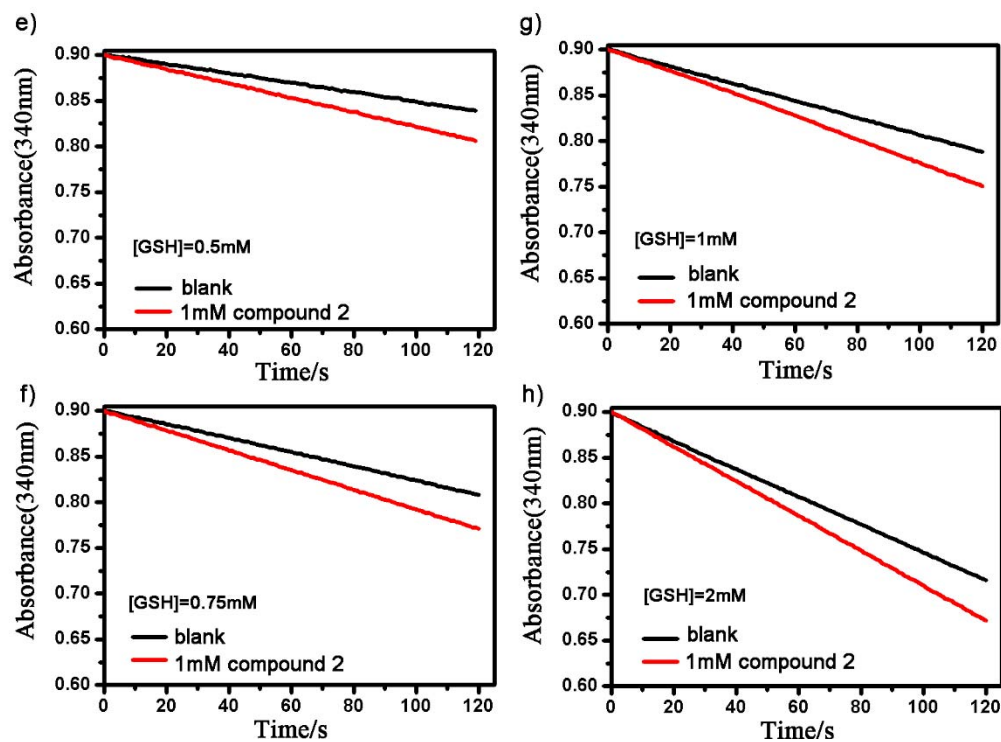 e)
Absorbance(340nm)
0.90
0.85
0.80
0.75
0.70
0.65
0.60
[GSH]=0.5mM
blank
1mM compound 2
0 20 40 60 80 100 120
Time/s
g)
Absorbance(340nm)
0.90
0.85
0.80
0.75
0.70
0.65
0.60
[GSH]=1mM
blank
1mM compound 2
0 20 40 60 80 100 120
Time/s
f)
Absorbance(340nm)
0.90
0.85
0.80
0.75
0.70
0.65
0.60
[GSH]=0.75mM
blank
1mM compound 2
0 20 40 60 80 100 120
Time/s
h)
Absorbance(340nm)
0.90
0.85
0.80
0.75
0.70
0.65
0.60
[GSH]=2mM
blank
1mM compound 2
0 20 40 60 80 100 120
Time/s